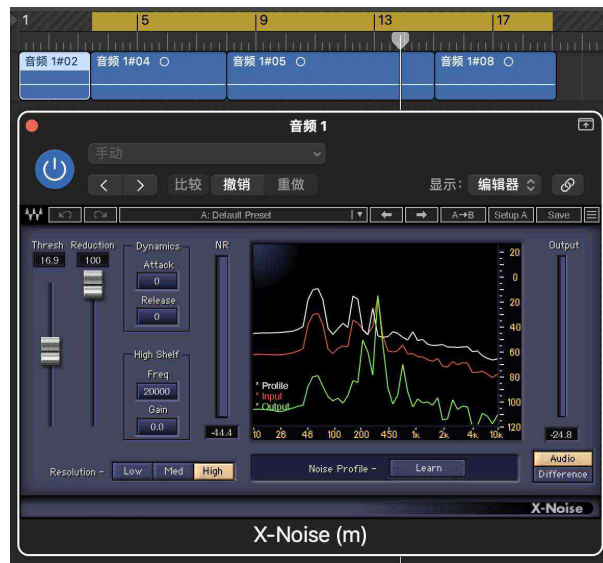 1 5 9 13 17
音频 1#02 音频 1#04 音频 1#05 音频 1#08
音频 1
手动
比较 撤销 重做 显示: 编辑器
A: Default Preset A→B Setup A Save
Thresh Reduction Dynamics NR Output
16.9 100 Attack
0
Release
0
High Shelf
Freq
20000
Gain
0.0
-44.4 -24.8
20
0
20
40
60
80
100
120
* Profile
* Input
* Output
10 26 46 100 200 450 1k 2k 4k 10k
Resolution - Low Med High Noise Profile - Learn Audio
Difference
X-Noise
X-Noise (m)